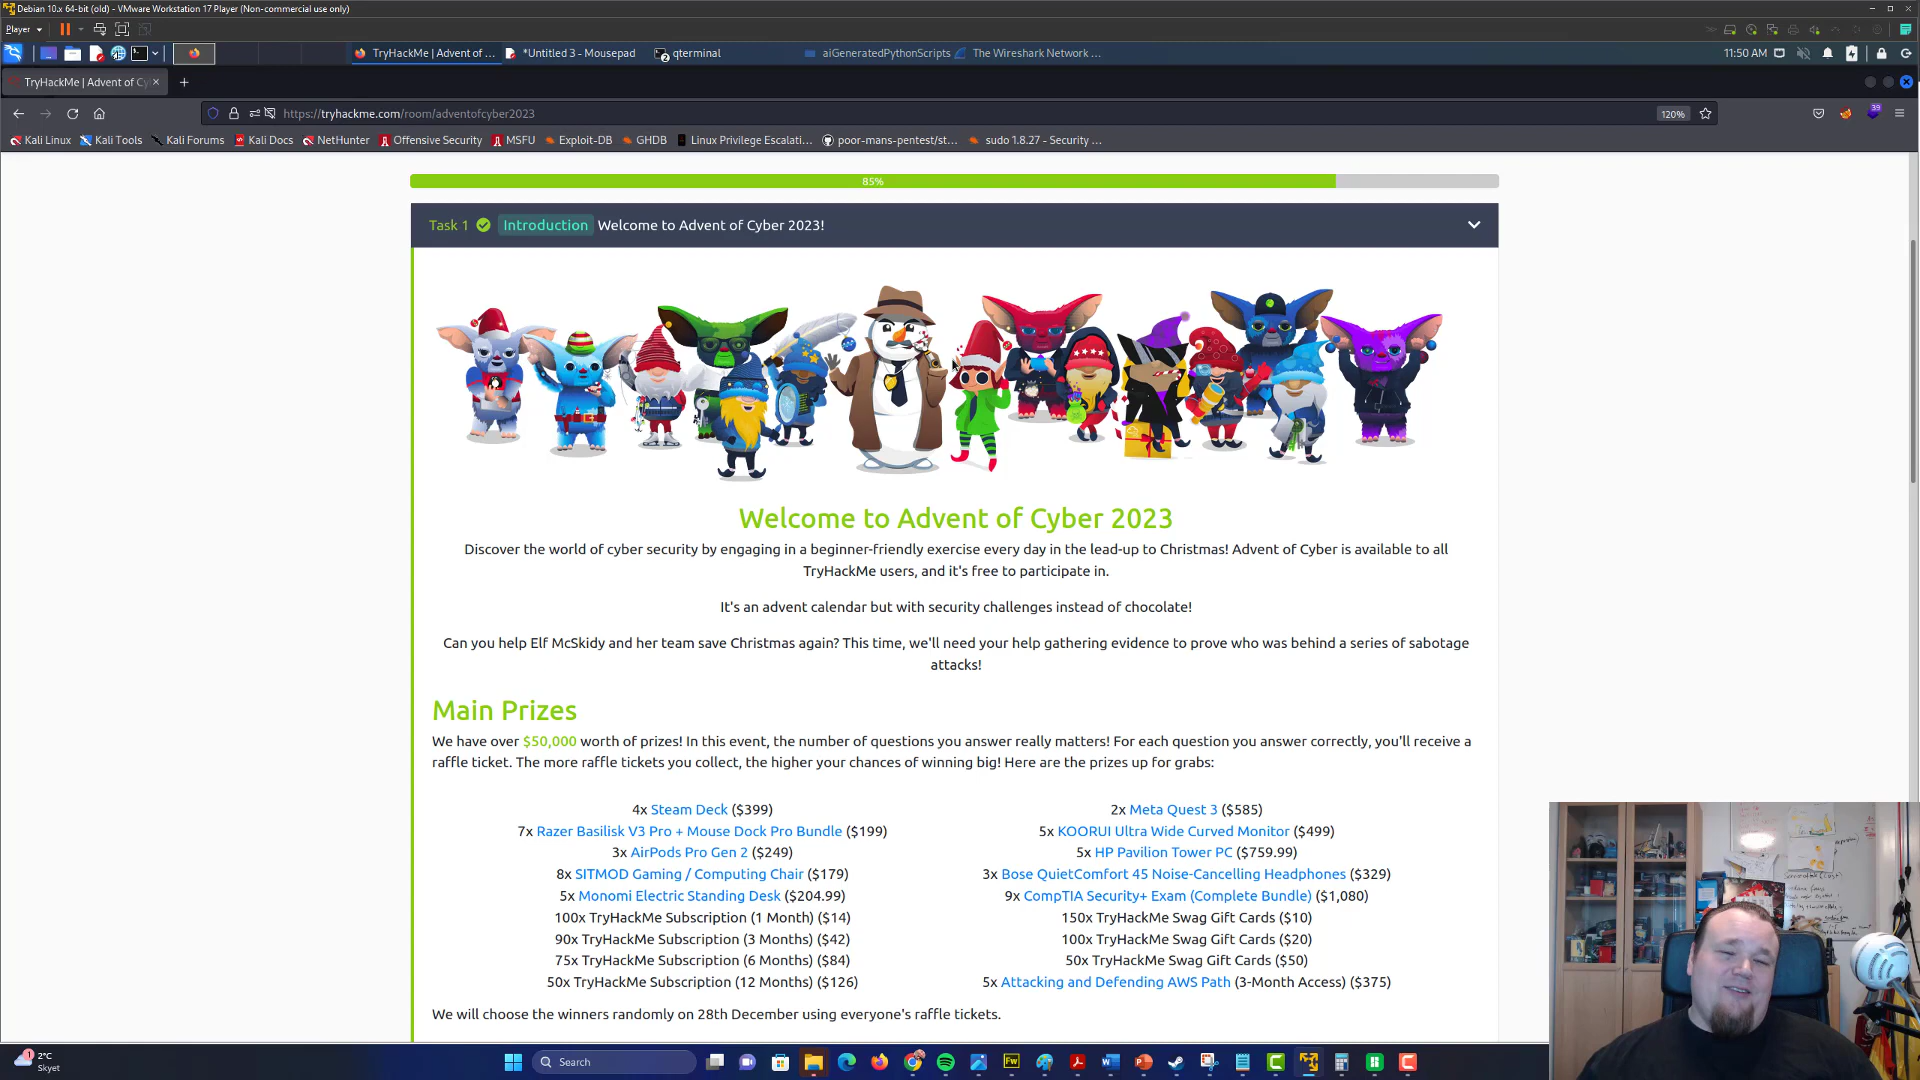 Debian 10.x 64-bit (old) - VMware Workstation 17 Player (Non-commercial use only)
Player
TryHackMe | Advent of ...
*Untitled 3 - Mousepad
qterminal
aiGeneratedPythonScripts
The Wireshark Network ...
11:50 AM
TryHackMe | Advent of Cy
https://tryhackme.com/room/adventofcyber2023
120%
39
Kali Linux
Kali Tools
Kali Forums
Kali Docs
NetHunter
Offensive Security
MSFU
Exploit-DB
GHDB
Linux Privilege Escalati...
poor-mans-pentest/st...
sudo 1.8.27 - Security ...
85%
Task 1 Introduction Welcome to Advent of Cyber 2023!
Welcome to Advent of Cyber 2023
Discover the world of cyber security by engaging in a beginner-friendly exercise every day in the lead-up to Christmas! Advent of Cyber is available to all
TryHackMe users, and it's free to participate in.
It's an advent calendar but with security challenges instead of chocolate!
Can you help Elf McSkidy and her team save Christmas again? This time, we'll need your help gathering evidence to prove who was behind a series of sabotage
attacks!
Main Prizes
We have over $50,000 worth of prizes! In this event, the number of questions you answer really matters! For each question you answer correctly, you'll receive a
raffle ticket. The more raffle tickets you collect, the higher your chances of winning big! Here are the prizes up for grabs:
4x Steam Deck ($399)
7x Razer Basilisk V3 Pro + Mouse Dock Pro Bundle ($199)
3x AirPods Pro Gen 2 ($249)
8x SITMOD Gaming / Computing Chair ($179)
5x Monomi Electric Standing Desk ($204.99)
100x TryHackMe Subscription (1 Month) ($14)
90x TryHackMe Subscription (3 Months) ($42)
75x TryHackMe Subscription (6 Months) ($84)
50x TryHackMe Subscription (12 Months) ($126)
2x Meta Quest 3 ($585)
5x KOORUI Ultra Wide Curved Monitor ($499)
5x HP Pavilion Tower PC ($759.99)
3x Bose QuietComfort 45 Noise-Cancelling Headphones ($329)
9x CompTIA Security+ Exam (Complete Bundle) ($1,080)
150x TryHackMe Swag Gift Cards ($10)
100x TryHackMe Swag Gift Cards ($20)
50x TryHackMe Swag Gift Cards ($50)
5x Attacking and Defending AWS Path (3-Month Access) ($375)
We will choose the winners randomly on 28th December using everyone's raffle tickets.
1
2°C
Skyet
Search